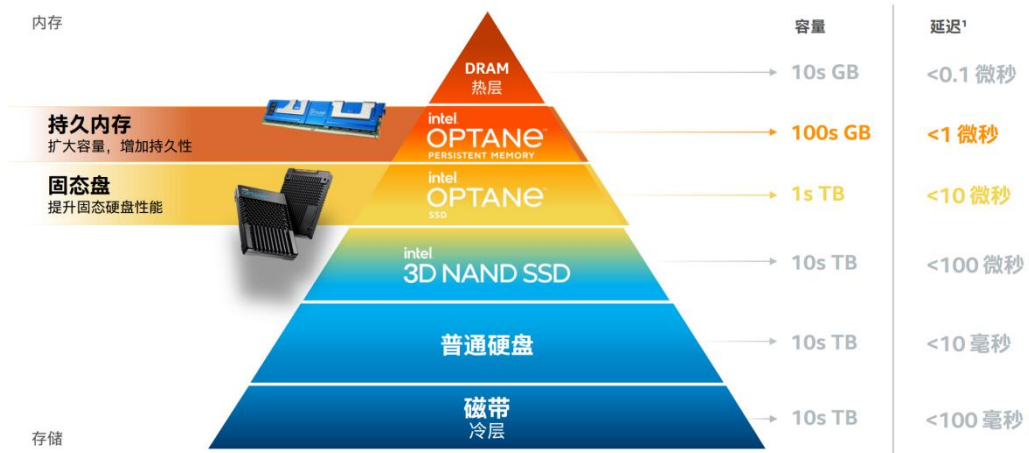 内存
容量
延迟¹
DRAM
热层
10s GB
<0.1 微秒
持久内存
扩大容量，增加持久性
intel
OPTANE™
PERSISTENT MEMORY
100s GB
<1 微秒
固态盘
提升固态硬盘性能
intel
OPTANE™
SSD
1s TB
<10 微秒
intel
3D NAND SSD
10s TB
<100 微秒
普通硬盘
10s TB
<10 毫秒
磁带
冷层
10s TB
<100 毫秒
存储